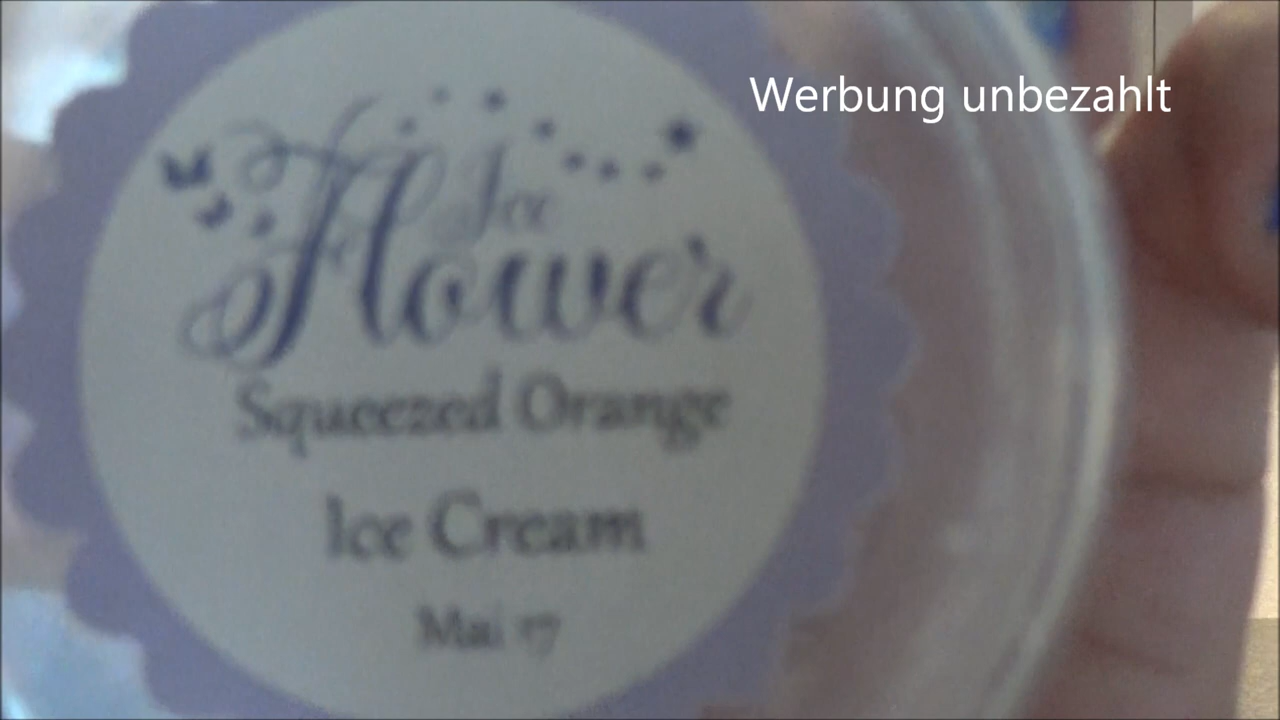 Werbung unbezahlt
Ice
Flower
Squeezed Orange
Ice Cream
Mai 17